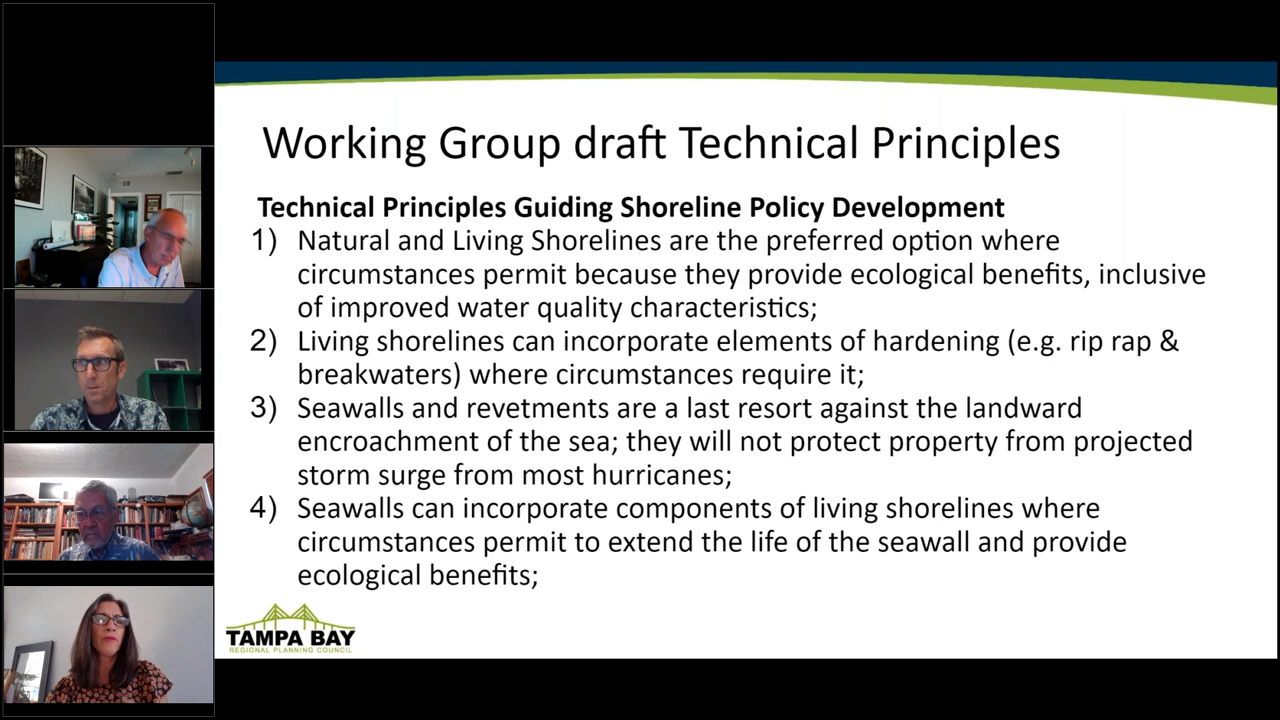 Working Group draft Technical Principles
Technical Principles Guiding Shoreline Policy Development
1) Natural and Living Shorelines are the preferred option where
circumstances permit because they provide ecological benefits, inclusive
of improved water quality characteristics;
2) Living shorelines can incorporate elements of hardening (e.g. rip rap &
breakwaters) where circumstances require it;
3) Seawalls and revetments are a last resort against the landward
encroachment of the sea; they will not protect property from projected
storm surge from most hurricanes;
4) Seawalls can incorporate components of living shorelines where
circumstances permit to extend the life of the seawall and provide
ecological benefits;
TAMPA BAY
REGIONAL PLANNING COUNCIL